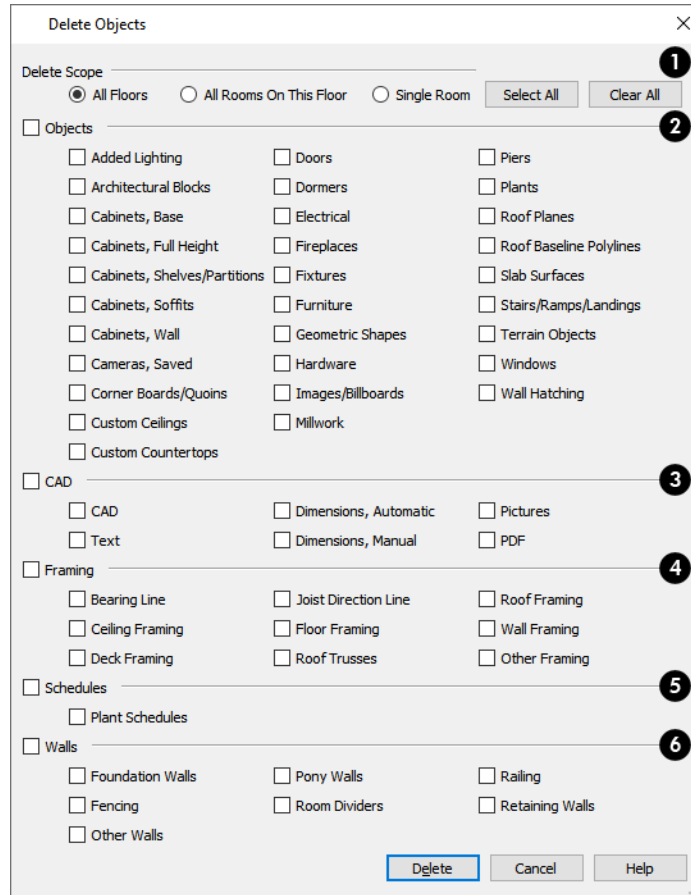 Delete Objects
1
Delete Scope
All Floors All Rooms On This Floor Single Room Select All Clear All
Objects 2
Added Lighting Doors Piers
Architectural Blocks Dormers Plants
Cabinets, Base Electrical Roof Planes
Cabinets, Full Height Fireplaces Roof Baseline Polylines
Cabinets, Shelves/Partitions Fixtures Slab Surfaces
Cabinets, Soffits Furniture Stairs/Ramps/Landings
Cabinets, Wall Geometric Shapes Terrain Objects
Cameras, Saved Hardware Windows
Corner Boards/Quoins Images/Billboards Wall Hatching
Custom Ceilings Millwork
Custom Countertops
CAD 3
CAD Dimensions, Automatic Pictures
Text Dimensions, Manual PDF
Framing 4
Bearing Line Joist Direction Line Roof Framing
Ceiling Framing Floor Framing Wall Framing
Deck Framing Roof Trusses Other Framing
Schedules 5
Plant Schedules
Walls 6
Foundation Walls Pony Walls Railing
Fencing Room Dividers Retaining Walls
Other Walls
Delete Cancel Help